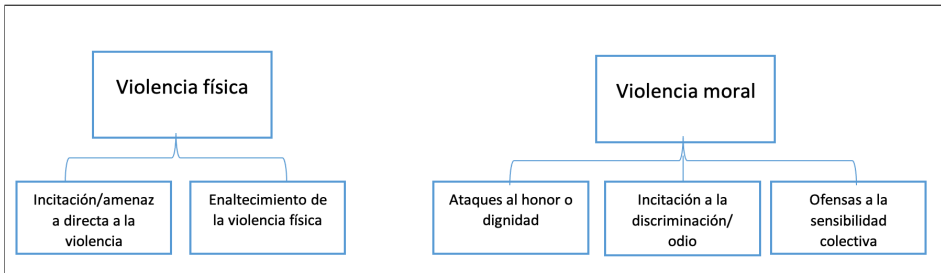 Violencia física
Violencia moral
Incitación/amenaz
a directa a la
violencia
Enaltecimiento de
la violencia física
Ataques al honor o
dignidad
Incitación a la
discriminación/
odio
Ofensas a la
sensibilidad
colectiva